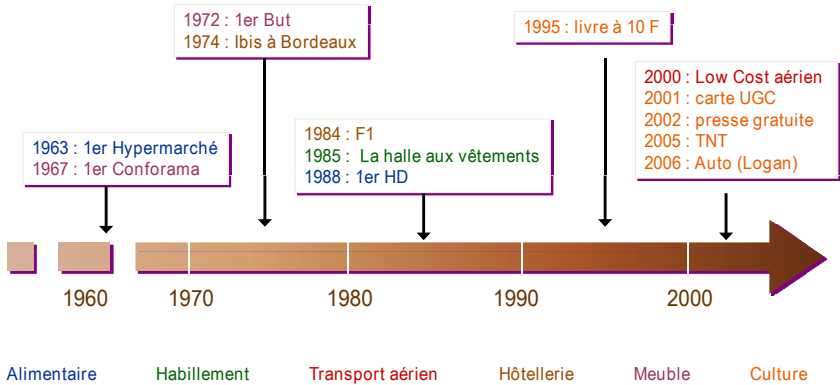 1972 : 1er But
1974 : Ibis à Bordeaux
1995 : livre à 10 F
2000 : Low Cost aérien
2001 : carte UGC
2002 : presse gratuite
2005 : TNT
2006 : Auto (Logan)
1963 : 1er Hypermarché
1967 : 1er Conforama
1984 : F1
1985 : La halle aux vêtements
1988 : 1er HD
1960 1970 1980 1990 2000
Alimentaire Habillement Transport aérien Hôtellerie Meuble Culture